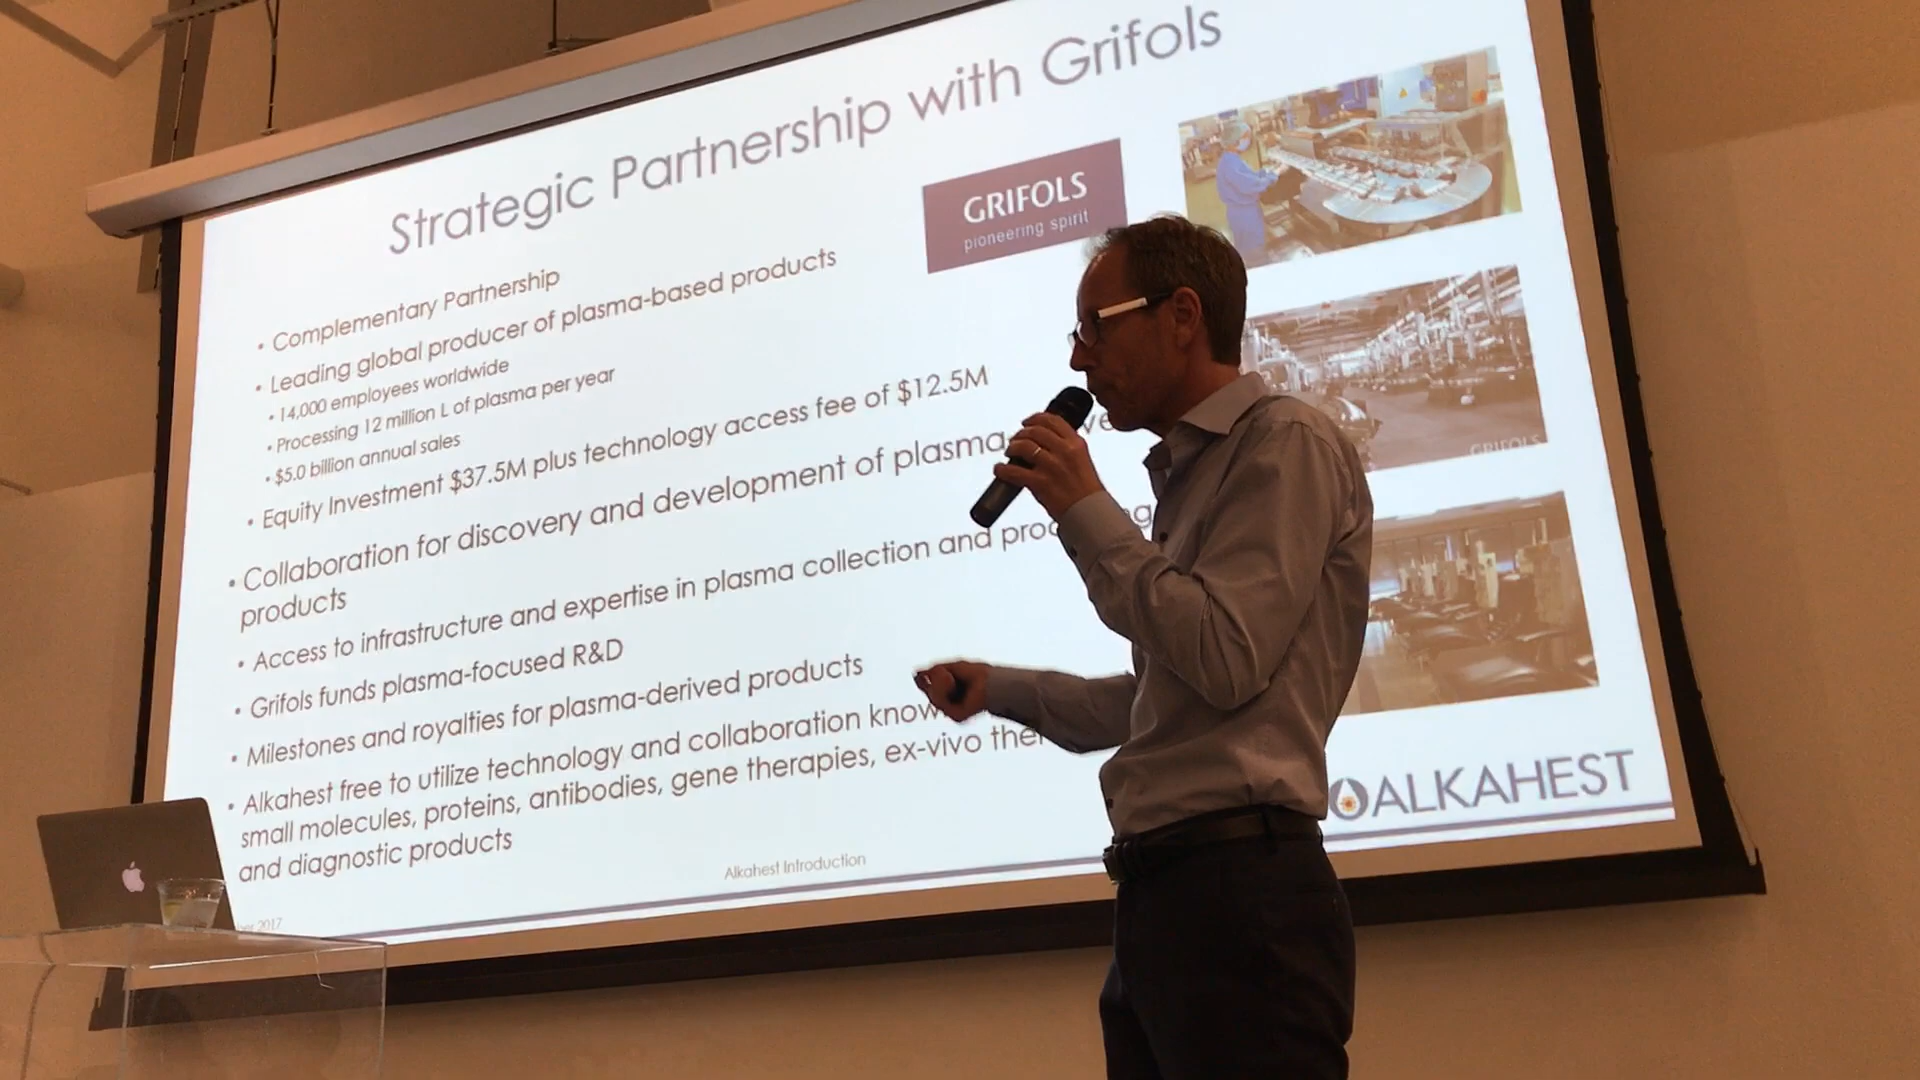 Strategic Partnership with Grifols
GRIFOLS
pioneering spirit
• Complementary Partnership
• Leading global producer of plasma-based products
• 14,000 employees worldwide
• Processing 12 million L of plasma per year
• $5.0 billion annual sales
• Equity Investment $37.5M plus technology access fee of $12.5M
• Collaboration for discovery and development of plasma-
products
• Access to infrastructure and expertise in plasma collection and
• Grifols funds plasma-focused R&D
• Milestones and royalties for plasma-derived products
• Alkahest free to utilize technology and collaboration
small molecules, proteins, antibodies, gene therapies, ex-vivo
and diagnostic products
GRIFOLS
ALKAHEST
Alkahest Introduction
2017